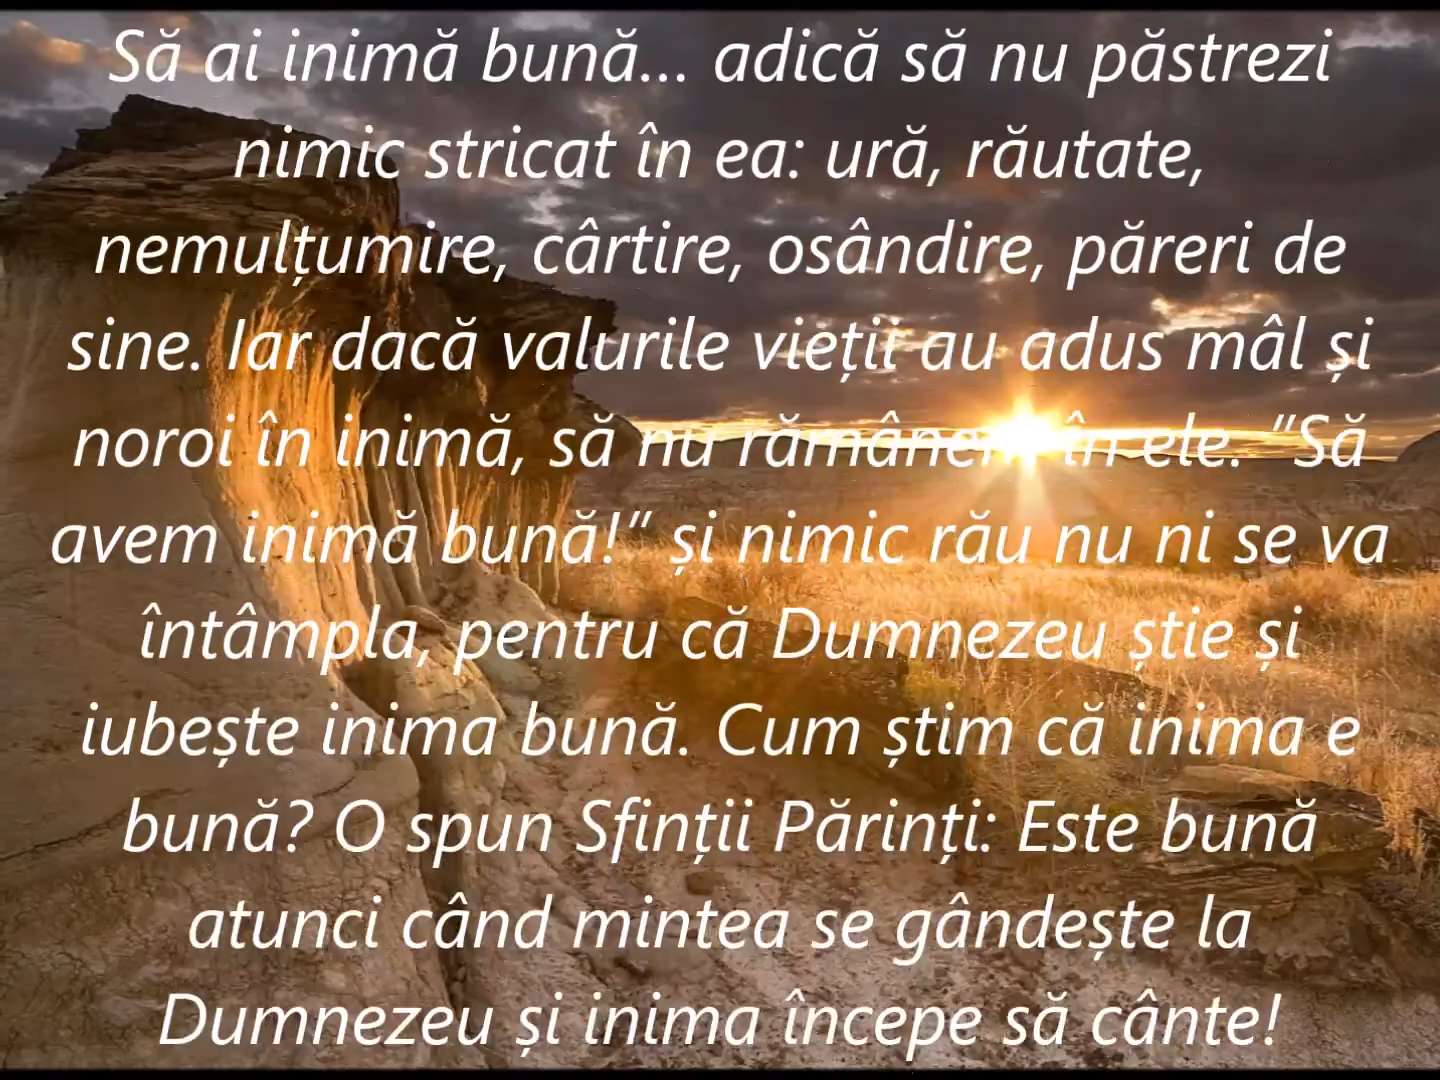 Să ai inimă bună... adică să nu păstrezi
nimic stricat în ea: ură, răutate,
nemulțumire, cârtire, osândire, păreri de
sine. Iar dacă valurile vieții au adus mâl și
noroi în inimă, să nu rămânem în ele. ”Să
avem inimă bună!” și nimic rău nu ni se va
întâmpla, pentru că Dumnezeu știe și
iubește inima bună. Cum știm că inima e
bună? O spun Sfinții Părinți: Este bună
atunci când mintea se gândește la
Dumnezeu și inima începe să cânte!